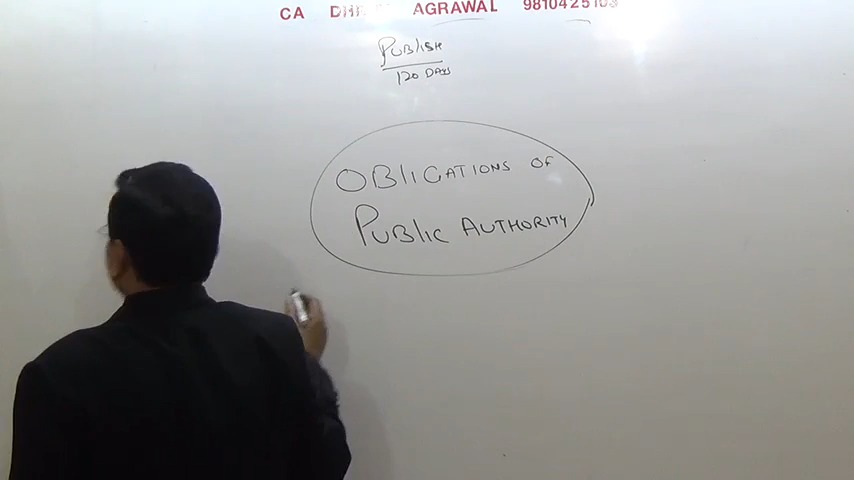 CA AGRAWAL
PUBLISH
120 DAYS
OBLIGATIONS OF
PUBLIC AUTHORITY